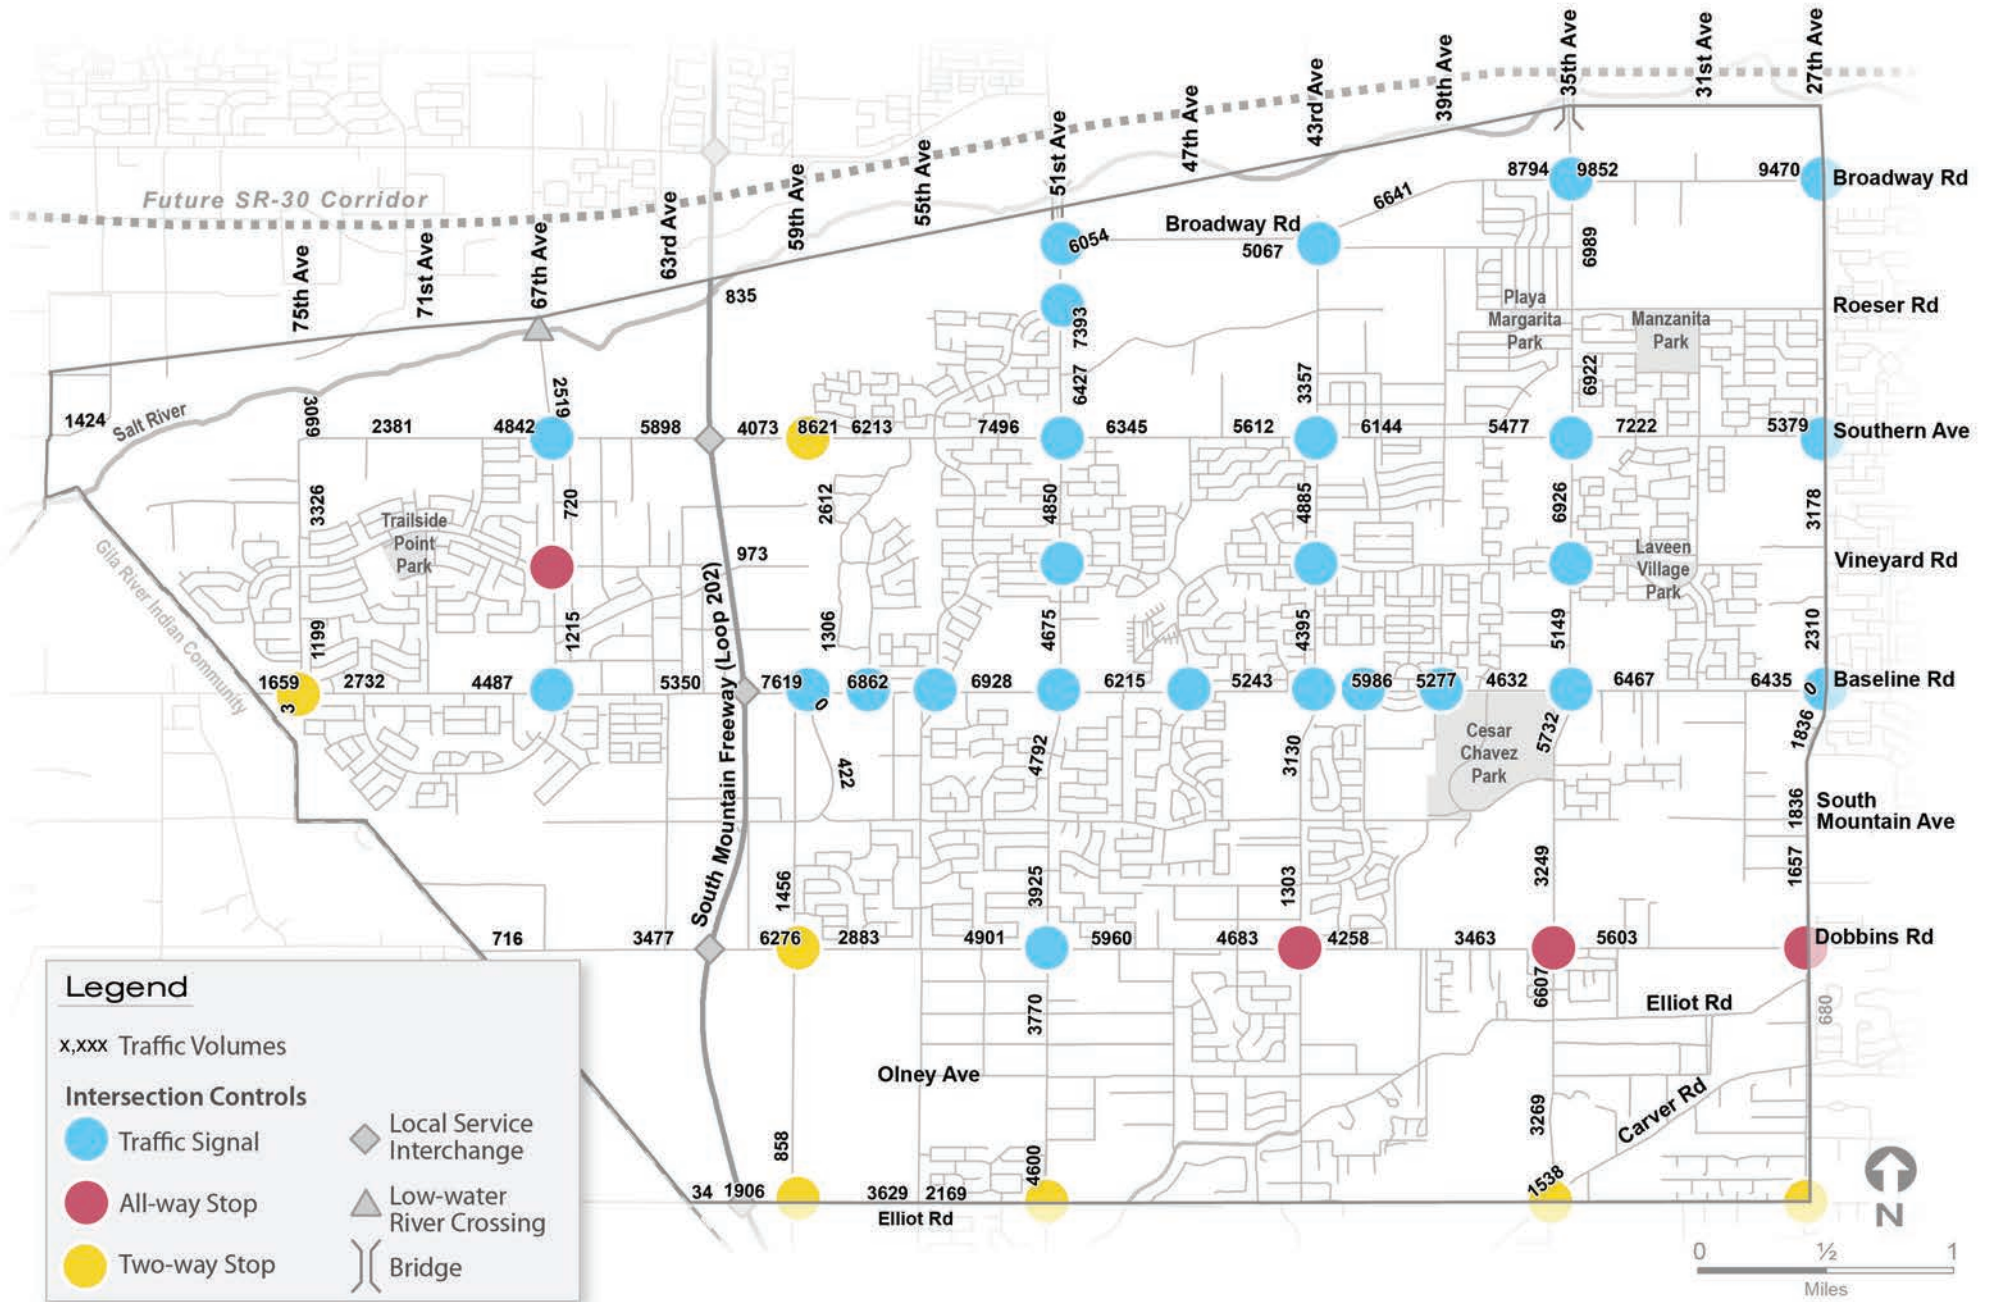 75th Ave
71st Ave
67th Ave
63rd Ave
59th Ave
55th Ave
51st Ave
47th Ave
43rd Ave
39th Ave
35th Ave
31st Ave
27th Ave
Future SR-30 Corridor
8794 9852 9470 Broadway Rd
6641
Broadway Rd
6054 5067
6989
835
Playa
Margarita
Park
Manzanita
Park
Roeser Rd
7393
2519
6427
3357
6922
1424
Salt River
3069
2381 4842 5898 4073 8621 6213 7496 6345 5612 6144 5477 7222 5379 Southern Ave
3326
720
2612
4850
4885
6926
3178
Trailside
Point
Park
973
Laveen
Village
Park
Vineyard Rd
Gila River Indian Community
1199
1215
1306
4675
4395
5149
2310
South Mountain Freeway (Loop 202)
1659 2732 4487 5350 7619 6862 6928 6215 5243 5986 5277 4632 6467 6435 Baseline Rd
3
0
0
422
4792
3130
5732
1836
Cesar
Chavez
Park
1836
South
Mountain Ave
1456
3925
1303
3249
1657
716 3477 6276 2883 4901 5960 4683 4258 3463 5603 Dobbins Rd
6607
Elliot Rd
680
3770
Olney Ave
858
4600
3269
Carver Rd
1538
34 1906 3629 2169
Elliot Rd
Legend
x,xxx Traffic Volumes
Intersection Controls
Traffic Signal
All-way Stop
Two-way Stop
Local Service
Interchange
Low-water
River Crossing
Bridge
N
0 ½ 1
Miles